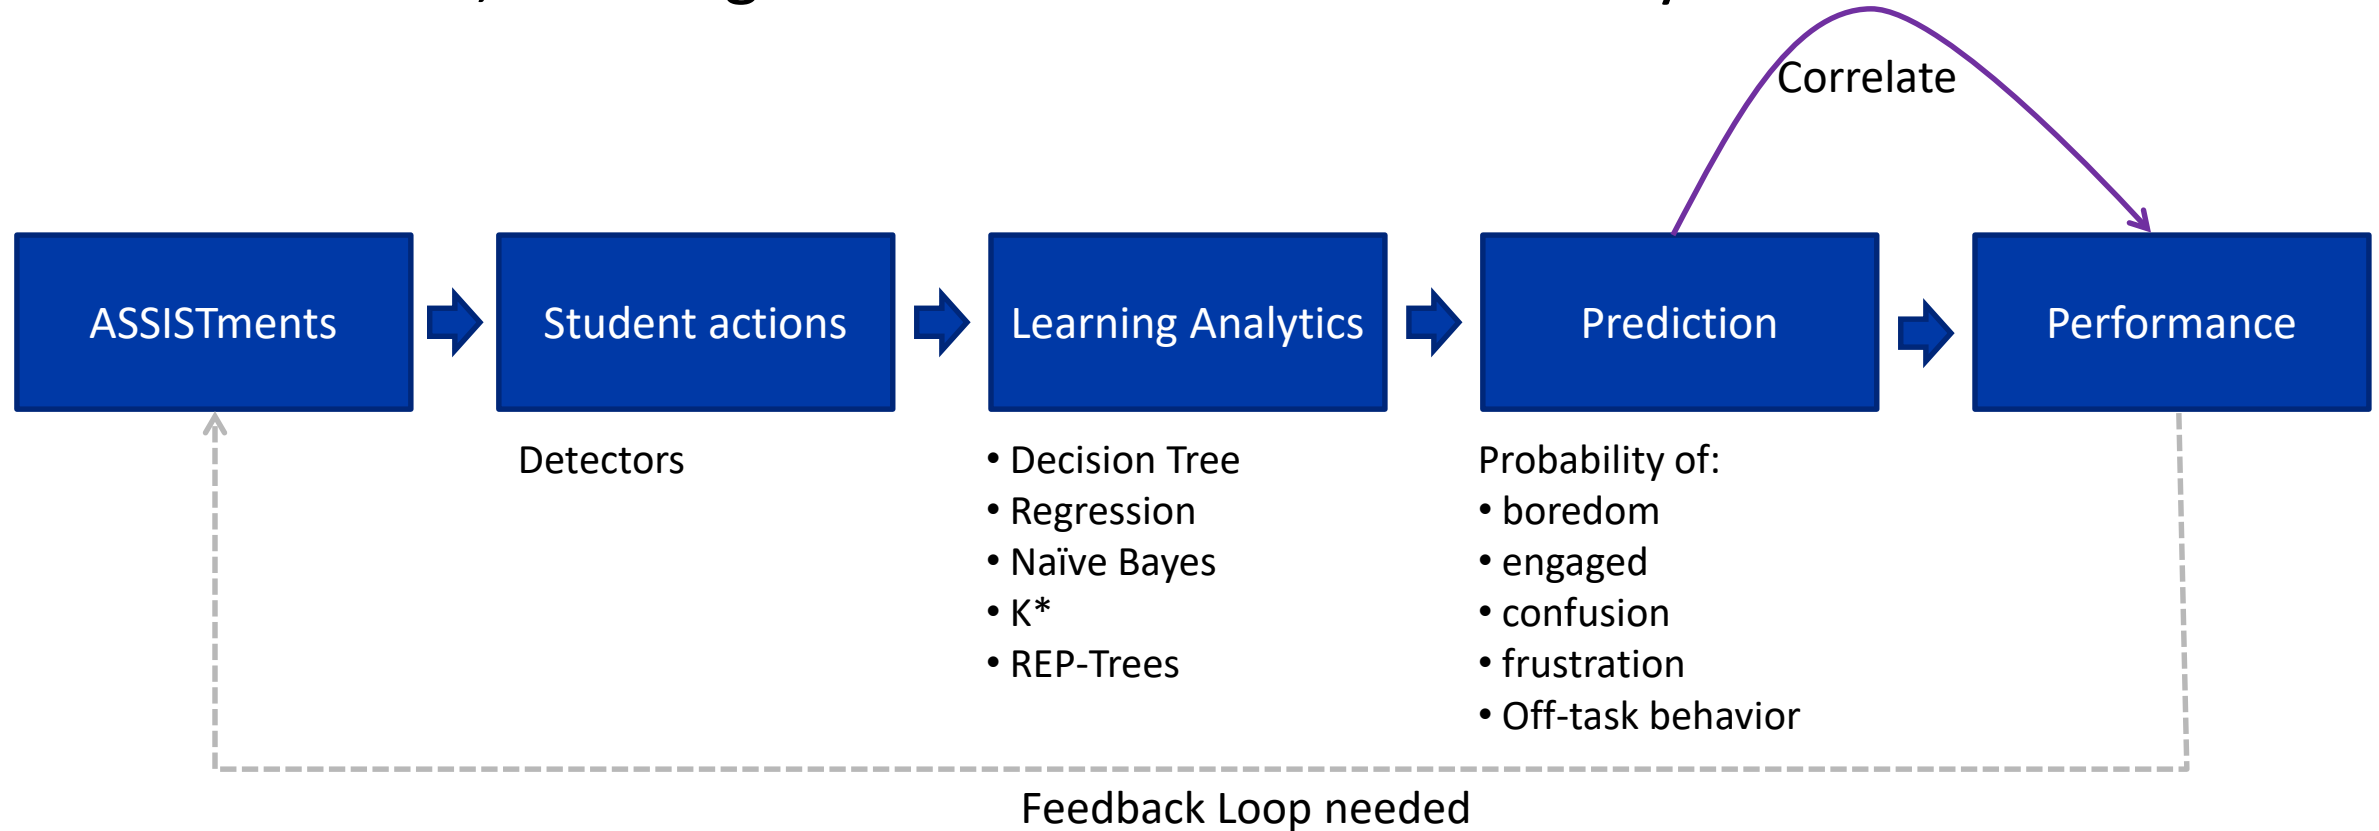 Correlate
ASSISTments
Student actions
Learning Analytics
Prediction
Performance
Detectors
• Decision Tree
• Regression
• Naïve Bayes
• K*
• REP-Trees
Probability of:
• boredom
• engaged
• confusion
• frustration
• Off-task behavior
Feedback Loop needed